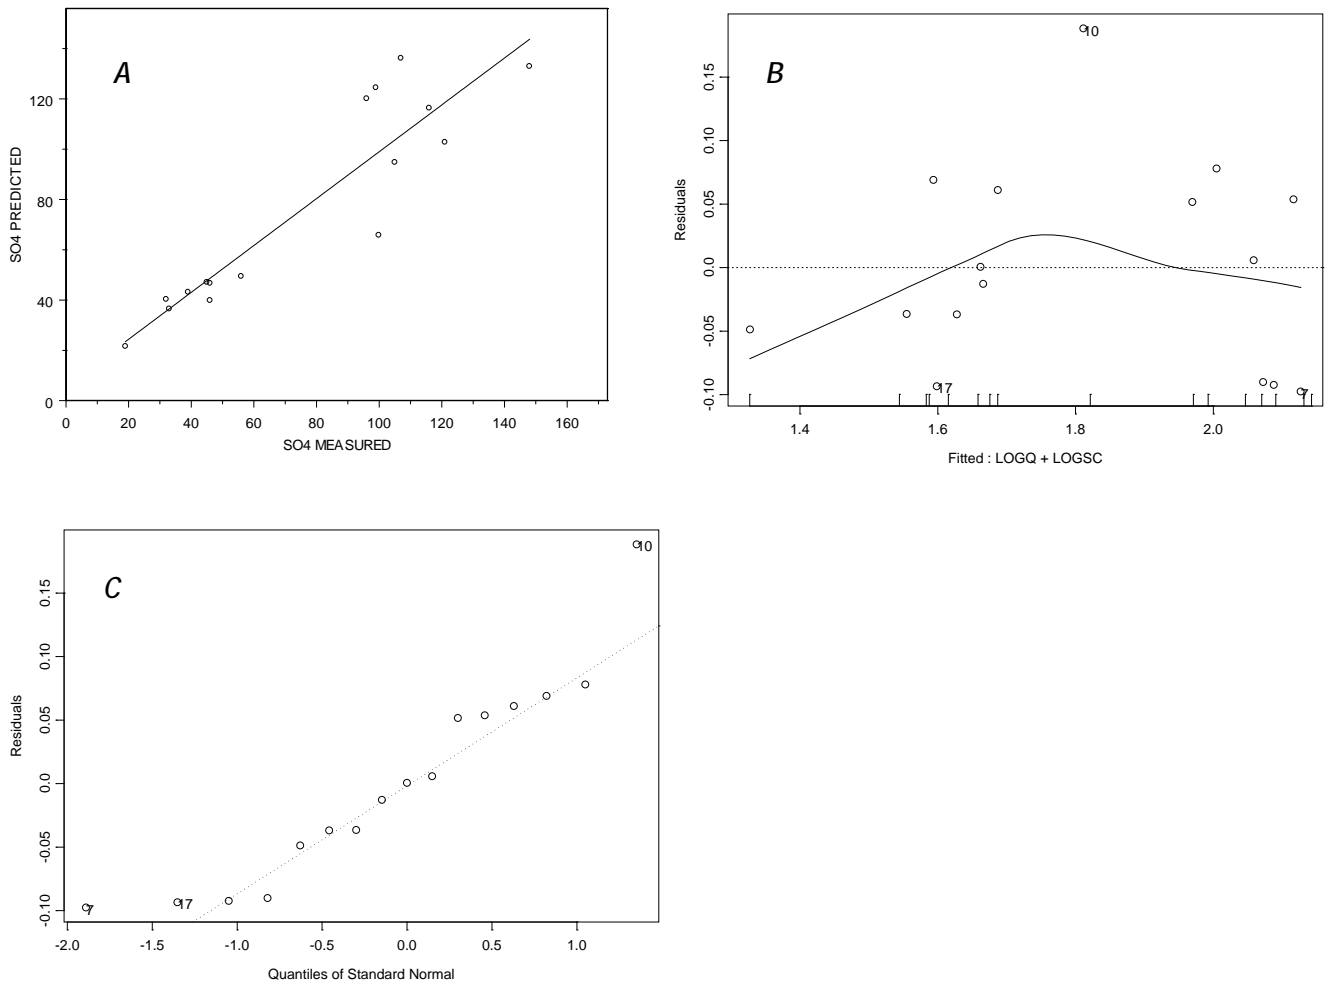 A
SO4 PREDICTED
120
80
40
0
0 20 40 60 80 100 120 140 160
SO4 MEASURED
B
10
17
7
Residuals
0.15
0.10
0.05
0.0
-0.05
-0.10
1.4 1.6 1.8 2.0
Fitted : LOGQ + LOGSC
C
10
17
7
Residuals
0.15
0.10
0.05
0.0
-0.05
-0.10
-2.0 -1.5 -1.0 -0.5 0.0 0.5 1.0
Quantiles of Standard Normal